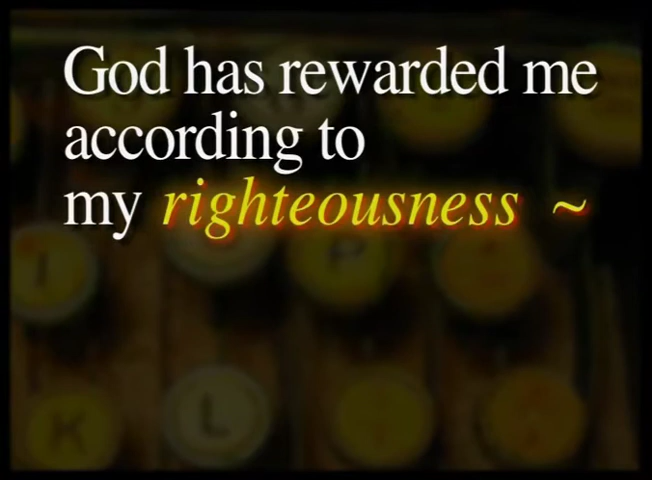 God has rewarded me
according to
my righteousness ~
I
P
K L